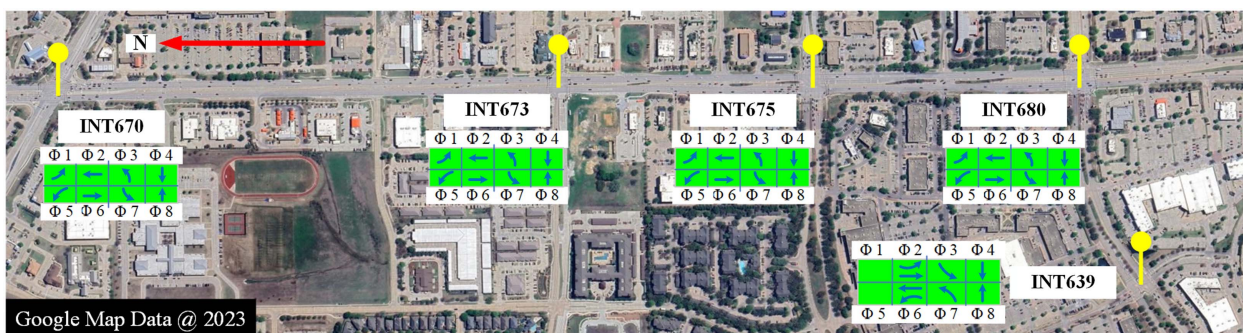 N
INT670
Φ 1 Φ 2 Φ 3 Φ 4
Φ 5 Φ 6 Φ 7 Φ 8
INT673
Φ 1 Φ 2 Φ 3 Φ 4
Φ 5 Φ 6 Φ 7 Φ 8
INT675
Φ 1 Φ 2 Φ 3 Φ 4
Φ 5 Φ 6 Φ 7 Φ 8
INT680
Φ 1 Φ 2 Φ 3 Φ 4
Φ 5 Φ 6 Φ 7 Φ 8
Φ 1 Φ 2 Φ 3 Φ 4
Φ 5 Φ 6 Φ 7 Φ 8
INT639
Google Map Data @ 2023